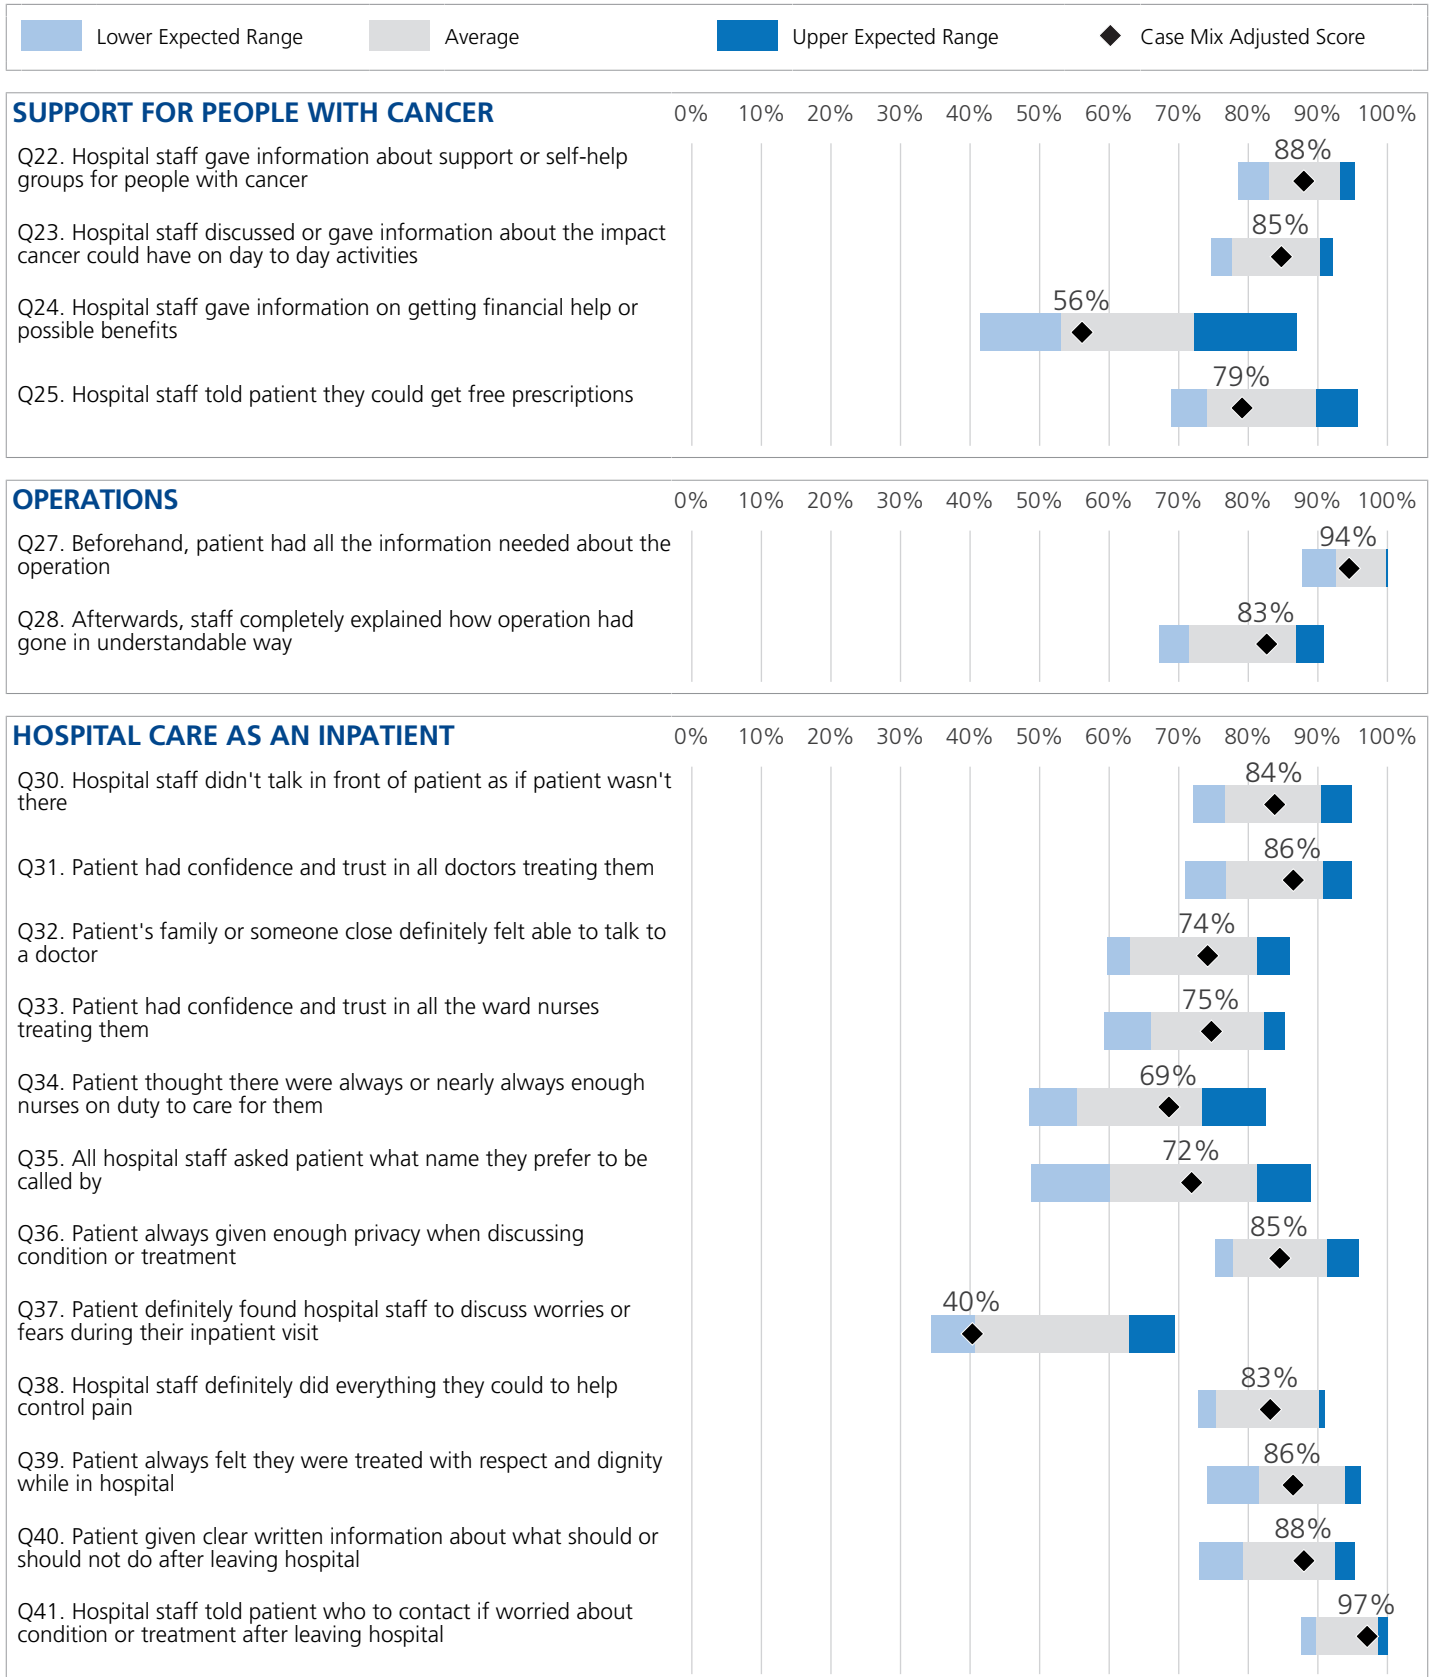 Lower Expected Range Average Upper Expected Range Case Mix Adjusted Score
SUPPORT FOR PEOPLE WITH CANCER 0% 10% 20% 30% 40% 50% 60% 70% 80% 90% 100%
Q22. Hospital staff gave information about support or self-help
groups for people with cancer
88%
Q23. Hospital staff discussed or gave information about the impact
cancer could have on day to day activities
85%
Q24. Hospital staff gave information on getting financial help or
possible benefits
56%
Q25. Hospital staff told patient they could get free prescriptions
79%
OPERATIONS 0% 10% 20% 30% 40% 50% 60% 70% 80% 90% 100%
Q27. Beforehand, patient had all the information needed about the
operation
94%
Q28. Afterwards, staff completely explained how operation had
gone in understandable way
83%
HOSPITAL CARE AS AN INPATIENT 0% 10% 20% 30% 40% 50% 60% 70% 80% 90% 100%
Q30. Hospital staff didn't talk in front of patient as if patient wasn't
there
84%
Q31. Patient had confidence and trust in all doctors treating them
86%
Q32. Patient's family or someone close definitely felt able to talk to
a doctor
74%
Q33. Patient had confidence and trust in all the ward nurses
treating them
75%
Q34. Patient thought there were always or nearly always enough
nurses on duty to care for them
69%
Q35. All hospital staff asked patient what name they prefer to be
called by
72%
Q36. Patient always given enough privacy when discussing
condition or treatment
85%
Q37. Patient definitely found hospital staff to discuss worries or
fears during their inpatient visit
40%
Q38. Hospital staff definitely did everything they could to help
control pain
83%
Q39. Patient always felt they were treated with respect and dignity
while in hospital
86%
Q40. Patient given clear written information about what should or
should not do after leaving hospital
88%
Q41. Hospital staff told patient who to contact if worried about
condition or treatment after leaving hospital
97%